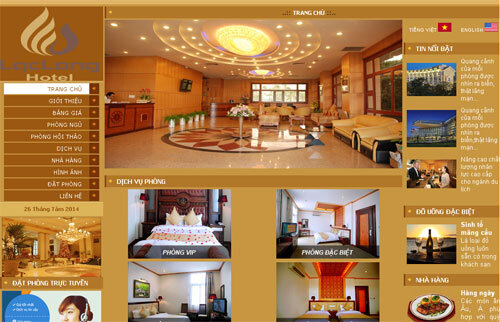 LocLong
Hotel
TRANG CHỦ
GIỚI THIỆU
BẢNG GIÁ
PHÒNG NGỦ
PHÒNG HỘI THẢO
DỊCH VỤ
NHÀ HÀNG
HÌNH ẢNH
ĐẶT PHÒNG
LIÊN HỆ
26 Tháng Tám 2014
ĐẶT PHÒNG TRỰC TUYẾN
..:: TRANG CHỦ ::..
DỊCH VỤ PHÒNG
PHÒNG VIP
PHÒNG ĐẶC BIỆT
TIẾNG VIỆT
ENGLISH
TIN NỔI BẬT
Quang cảnh
của mỗi
phòng được
nhìn ra biển,
thật lãng
mạn..
Quang cảnh
của mỗi
phòng được
nhìn ra
biển,thật lãng
mạn..
Nâng cao chất
lượng nhân
lực cao cấp
cho ngành du
lịch
ĐỒ UỐNG ĐẶC BIỆT
Sinh tố
mãng cầu
Là loại đồ
uống luôn
sẵn có trong
khách sạn
NHÀ HÀNG
Hàng ngày
Các món ăn
Âu, Á phù
hợp với quý